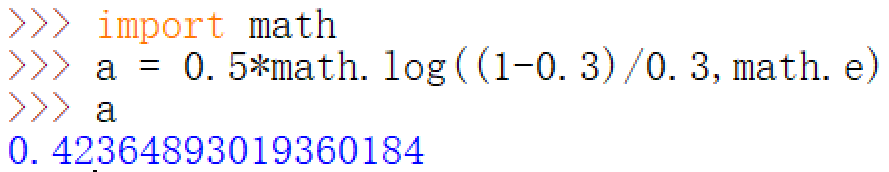 >>> import math
>>> a = 0.5*math.log((1-0.3)/0.3,math.e)
>>> a
0.42364893019360184